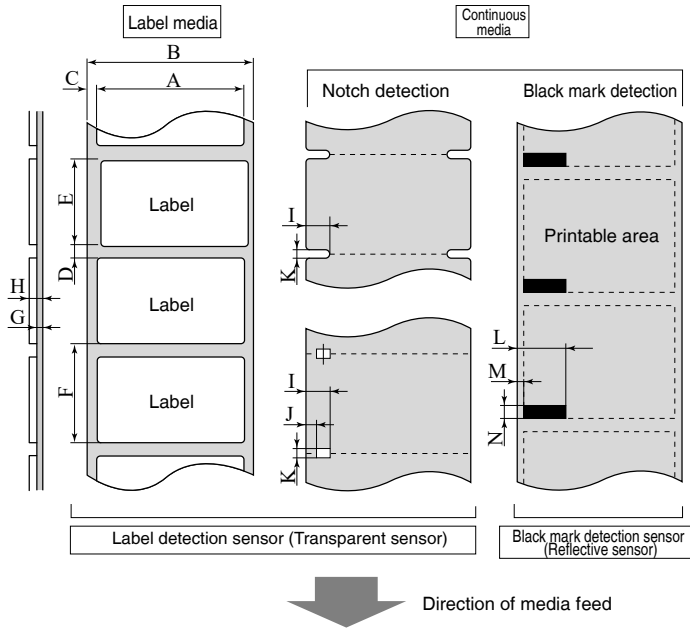 Label media
Continuous
media
B
C
A
Notch detection
Black mark detection
E
Label
I
Printable area
D
K
H
Label
G
L
I
M
F
J
Label
N
K
Label detection sensor (Transparent sensor)
Black mark detection sensor
(Reflective sensor)
Direction of media feed